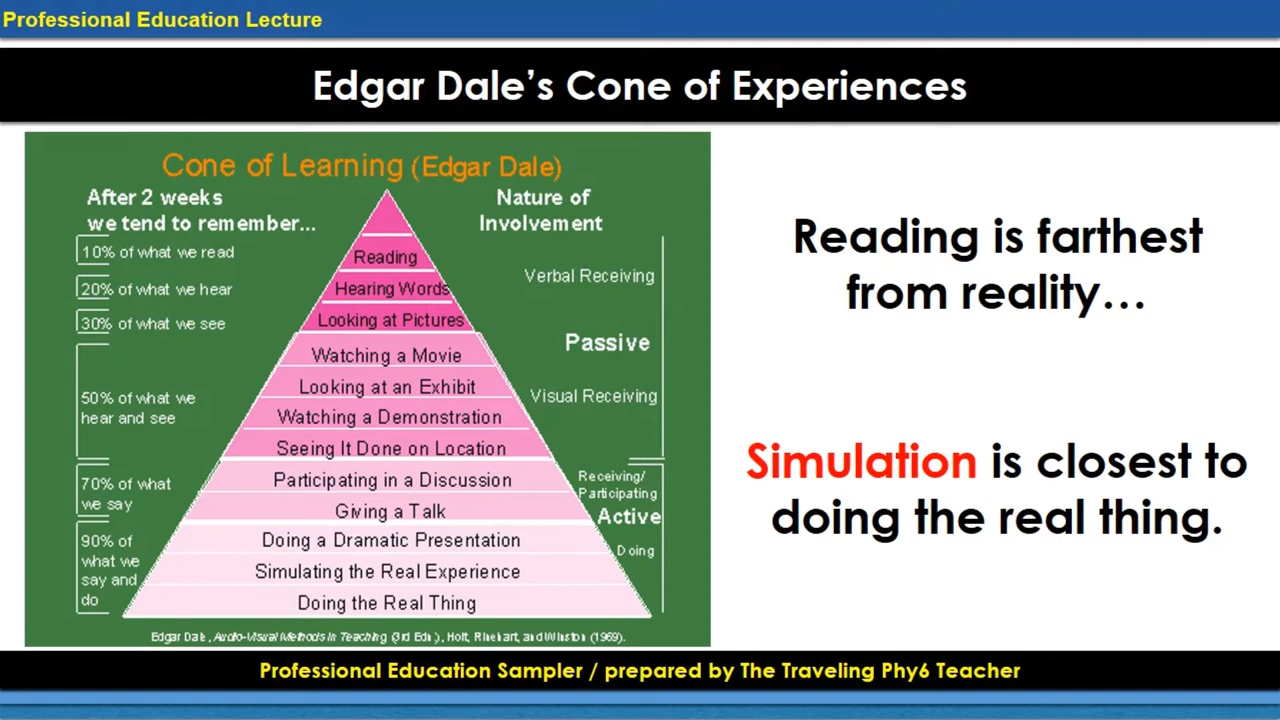 Professional Education Lecture
Edgar Dale's Cone of Experiences
Cone of Learning (Edgar Dale)
After 2 weeks
we tend to remember...
Nature of
Involvement
10% of what we read
20% of what we hear
30% of what we see
50% of what we
hear and see
70% of what
we say
90% of
what we
say and
do
Reading
Hearing Words
Looking at Pictures
Watching a Movie
Looking at an Exhibit
Watching a Demonstration
Seeing It Done on Location
Participating in a Discussion
Giving a Talk
Doing a Dramatic Presentation
Simulating the Real Experience
Doing the Real Thing
Verbal Receiving
Passive
Visual Receiving
Receiving/
Participating
Active
Doing
Edgar Dale, Audio-Visual Methods in Teaching (3rd Edn.), Holt, Rinehart, and Winston (1969).
Reading is farthest
from reality...
Simulation is closest to
doing the real thing.
Professional Education Sampler / prepared by The Traveling Phy6 Teacher